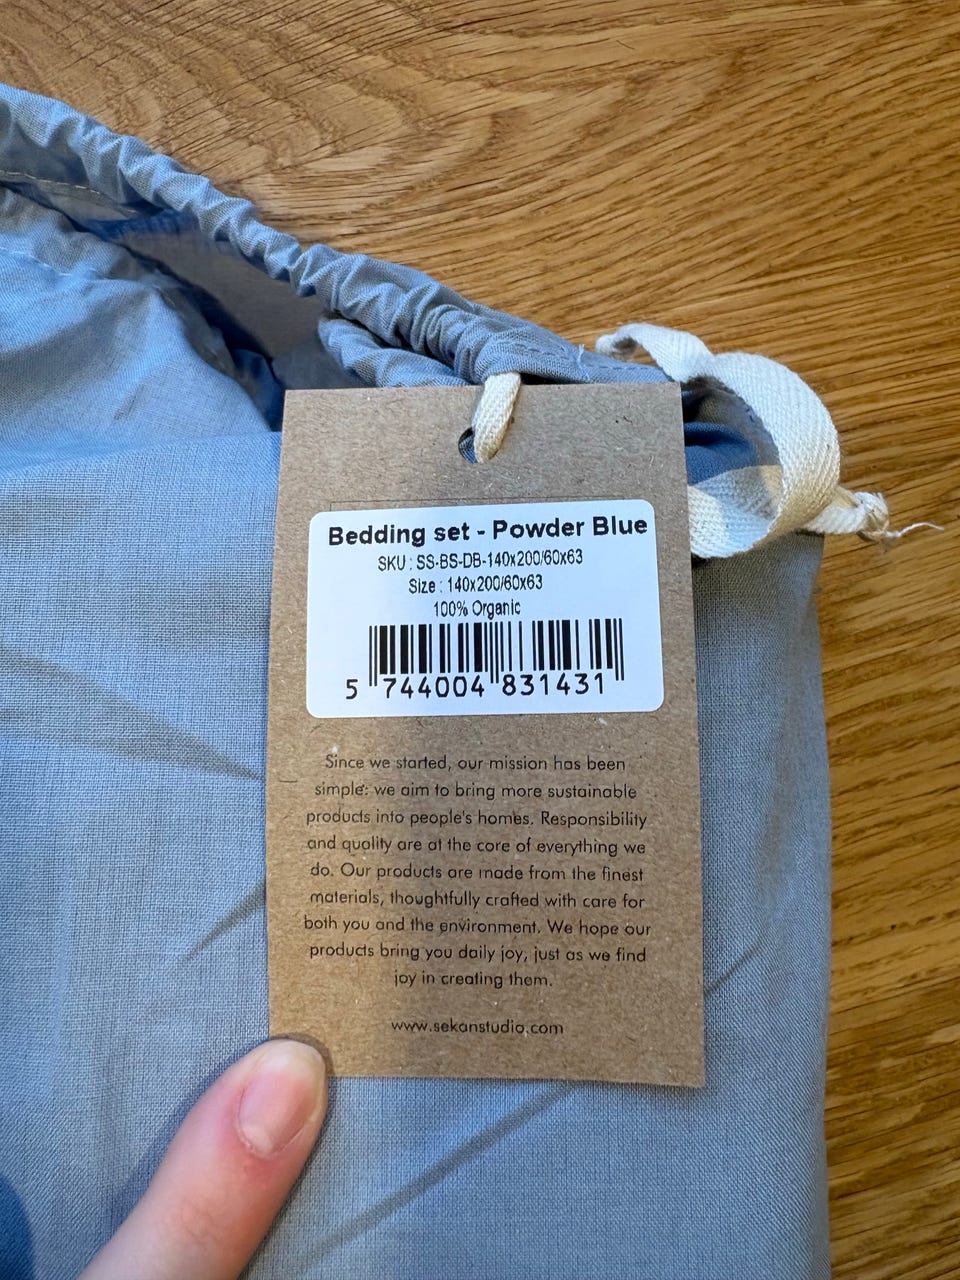 Bedding set - Powder Blue
SKU : SS-BS-DB-140x200/60x63
Size : 140x200/60x63
100% Organic
5 744004 831431
Since we started, our mission has been
simple: we aim to bring more sustainable
products into people's homes. Responsibility
and quality are at the core of everything we
do. Our products are made from the finest
materials, thoughtfully crafted with care for
both you and the environment. We hope our
products bring you daily joy, just as we find
joy in creating them.
www.sekanstudio.com